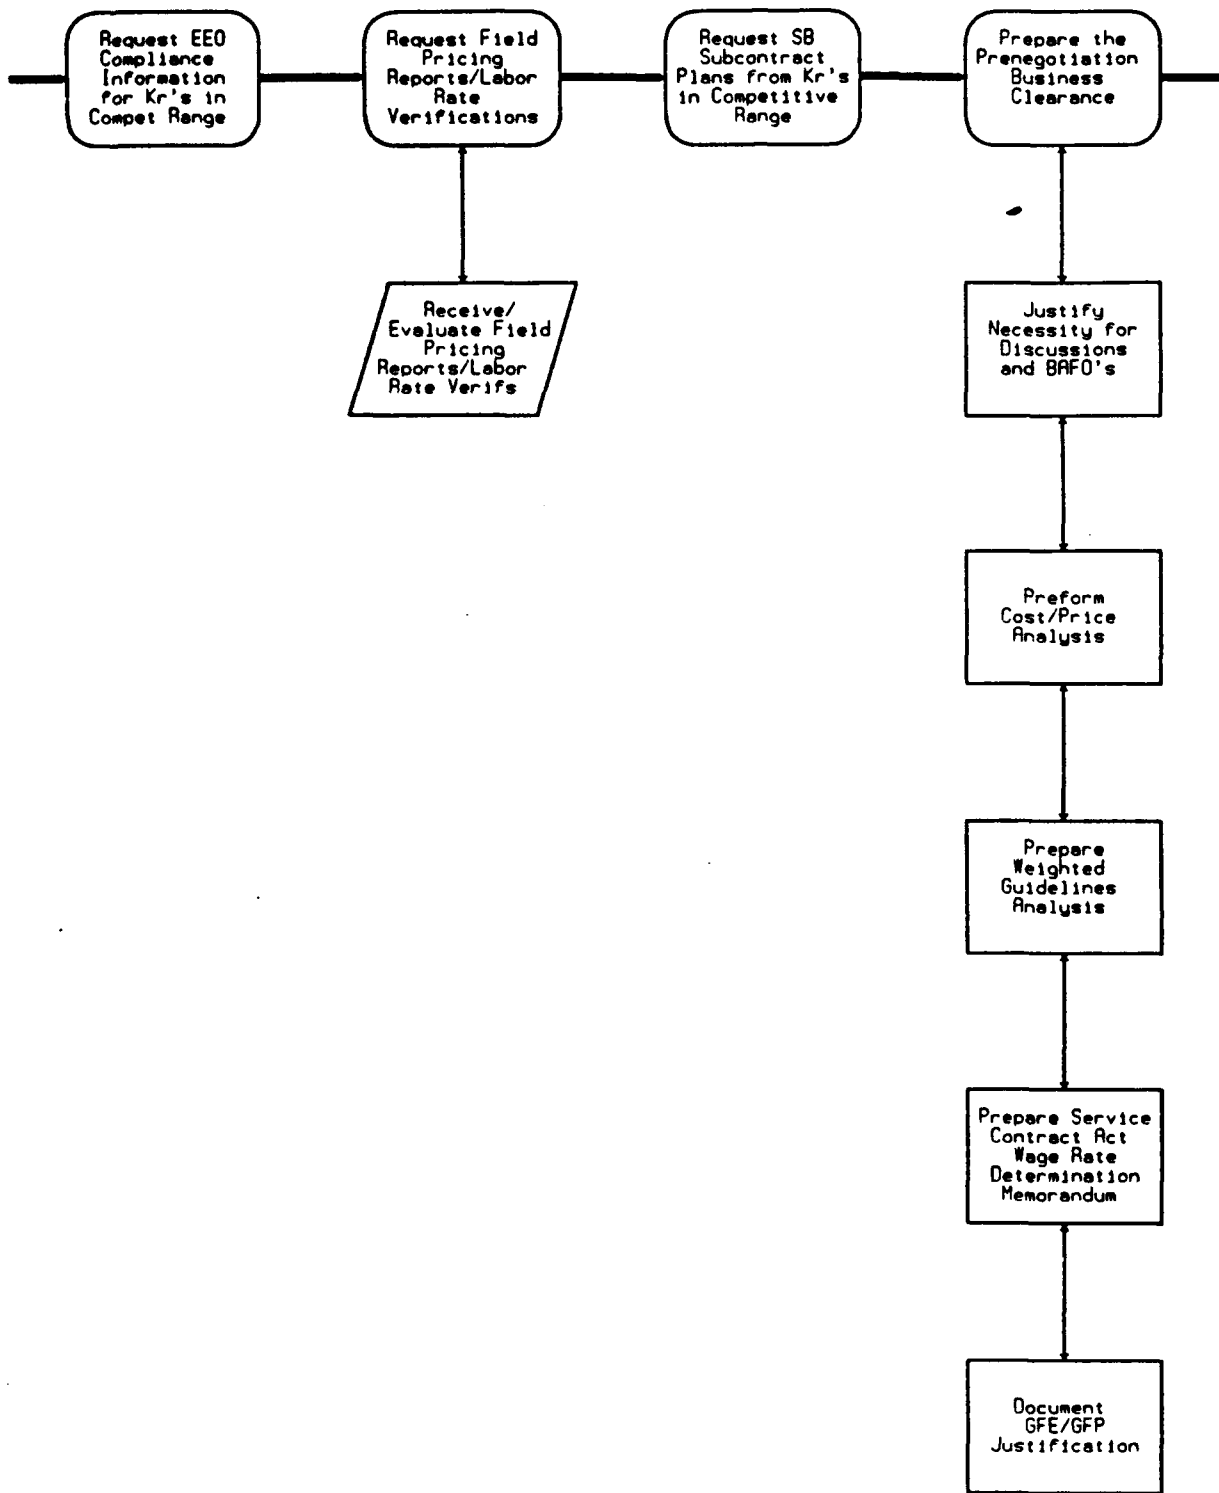 Request EEO
Compliance
Information
for Kr's in
Compet Range
Request Field
Pricing
Reports/Labor
Rate
Verifications
Request SB
Subcontract
Plans from Kr's
in Competitive
Range
Prepare the
Prenegotiation
Business
Clearance
Receive/
Evaluate Field
Pricing
Reports/Labor
Rate Verifs
Justify
Necessity for
Discussions
and BAFO's
Preform
Cost/Price
Analysis
Prepare
Weighted
Guidelines
Analysis
Prepare Service
Contract Act
Wage Rate
Determination
Memorandum
Document
GFE/GFP
Justification